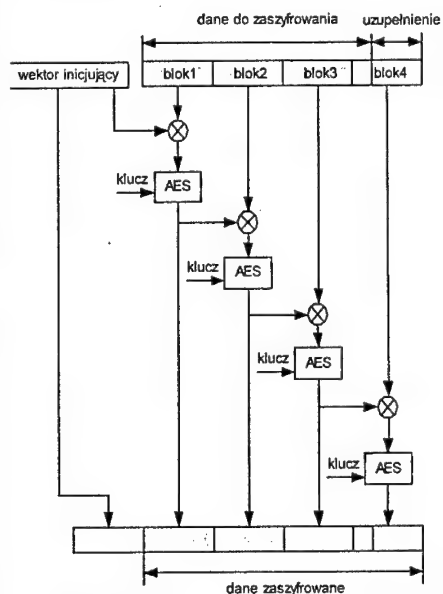 dane do zaszyfrowania uzupełnienie
wektor inicjujący blok1 blok2 blok3 blok4
klucz AES
klucz AES
klucz AES
klucz AES
dane zaszyfrowane